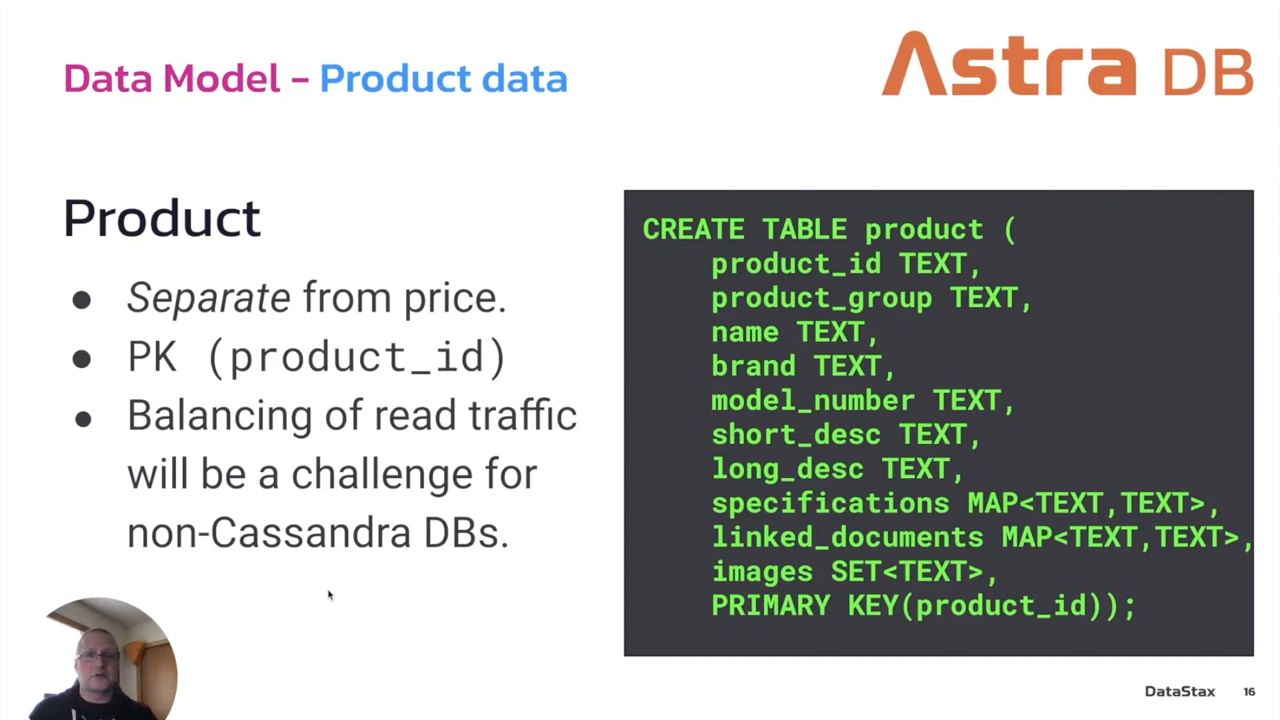 Data Model - Product data
Astra DB
Product
● Separate from price.
● PK (product_id)
● Balancing of read traffic
will be a challenge for
non-Cassandra DBs.
CREATE TABLE product (
product_id TEXT,
product_group TEXT,
name TEXT,
brand TEXT,
model_number TEXT,
short_desc TEXT,
long_desc TEXT,
specifications MAP<TEXT,TEXT>,
linked_documents MAP<TEXT,TEXT>,
images SET<TEXT>,
PRIMARY KEY(product_id));
DataStax 16